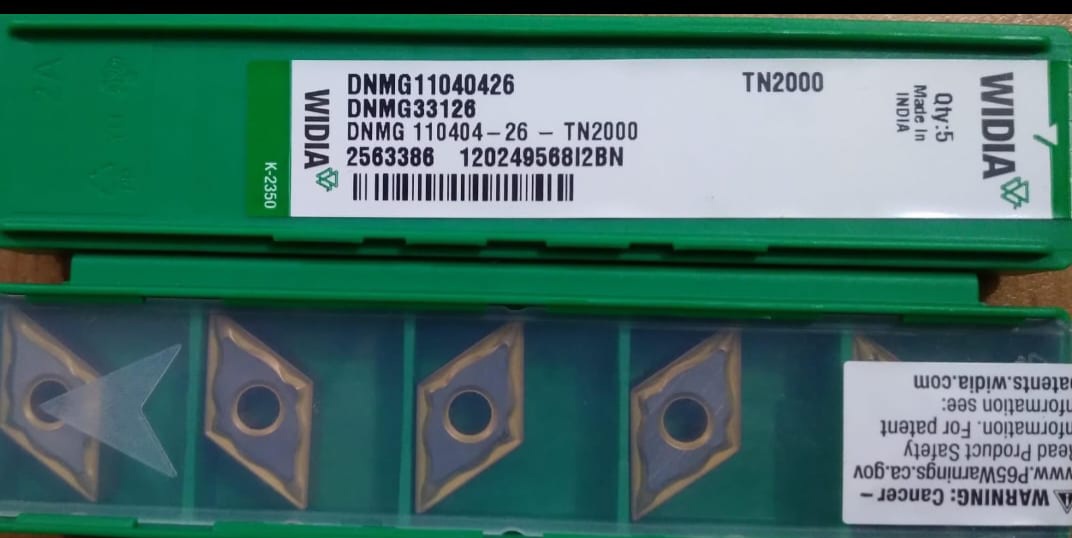 DNMG11040426
DNMG33126
DNMG 110404-26 - TN2000
2563386 120249568I2BN
TN2000
WIDIA
K-2350
Qty:5
Made In
INDIA
WIDIA
WARNING: Cancer -
www.P65Warnings.ca.gov
Read Product Safety
Information. For patent
information see:
patents.widia.com